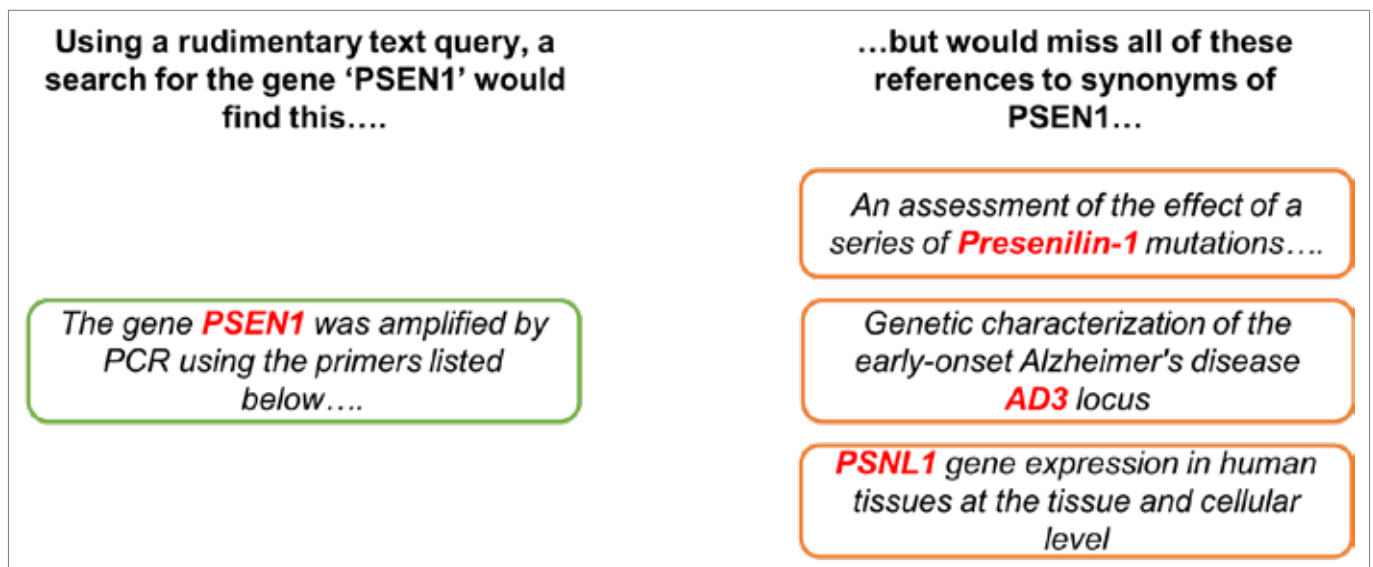 Using a rudimentary text query, a
search for the gene ‘PSEN1’ would
find this….
The gene PSEN1 was amplified by
PCR using the primers listed
below….
…but would miss all of these
references to synonyms of
PSEN1…
An assessment of the effect of a
series of Presenilin-1 mutations….
Genetic characterization of the
early-onset Alzheimer's disease
AD3 locus
PSNL1 gene expression in human
tissues at the tissue and cellular
level